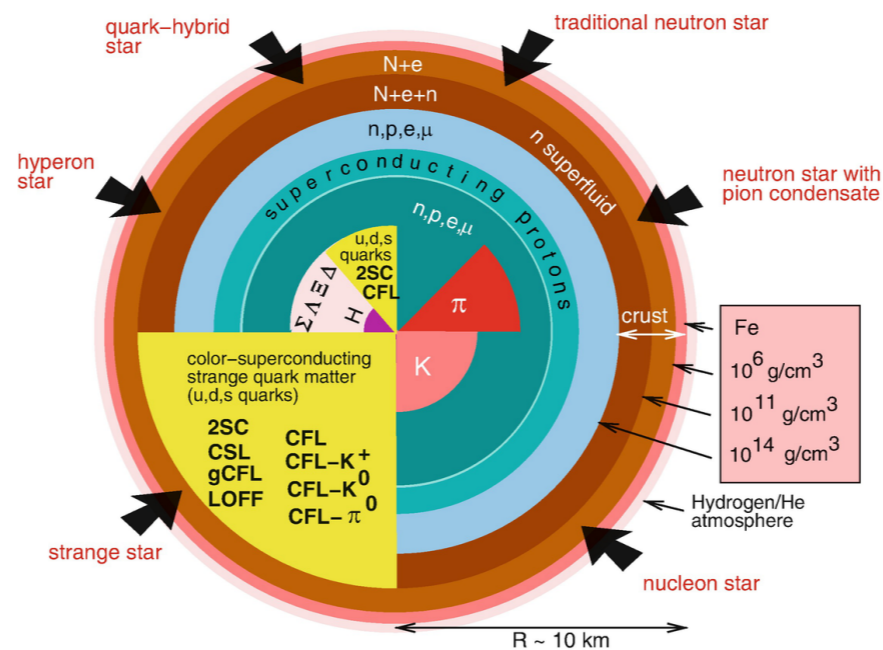 quark–hybrid
star
traditional neutron star
N+e
N+e+n
n,p,e,μ
n superfluid
hyperon
star
neutron star with
pion condensate
superconducting protons
n,p,e,μ
u,d,s
quarks
2SC
CFL
Σ Λ Ξ Δ
H
π
K
crust
Fe
10^6 g/cm^3
10^11 g/cm^3
10^14 g/cm^3
Hydrogen/He
atmosphere
color–superconducting
strange quark matter
(u,d,s quarks)
2SC
CSL
gCFL
LOFF
CFL
CFL–K^+
CFL–K^0
CFL–π^0
strange star
nucleon star
R ~ 10 km